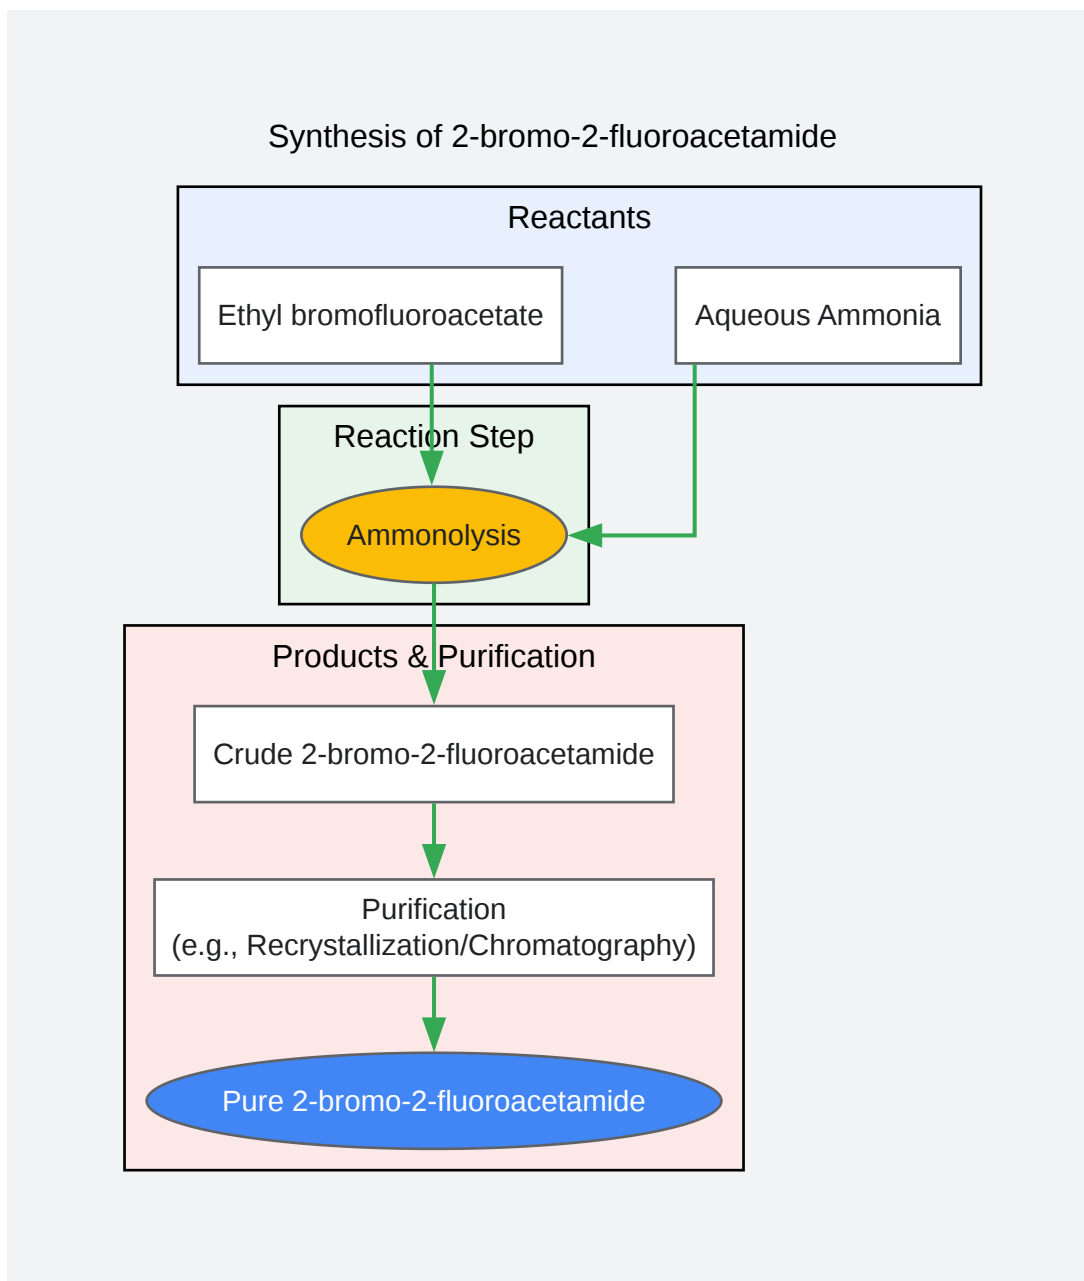 Synthesis of 2-bromo-2-fluoroacetamide
Reactants
Ethyl bromofluoroacetate
Aqueous Ammonia
Reaction Step
Ammonolysis
Products & Purification
Crude 2-bromo-2-fluoroacetamide
Purification
(e.g., Recrystallization/Chromatography)
Pure 2-bromo-2-fluoroacetamide